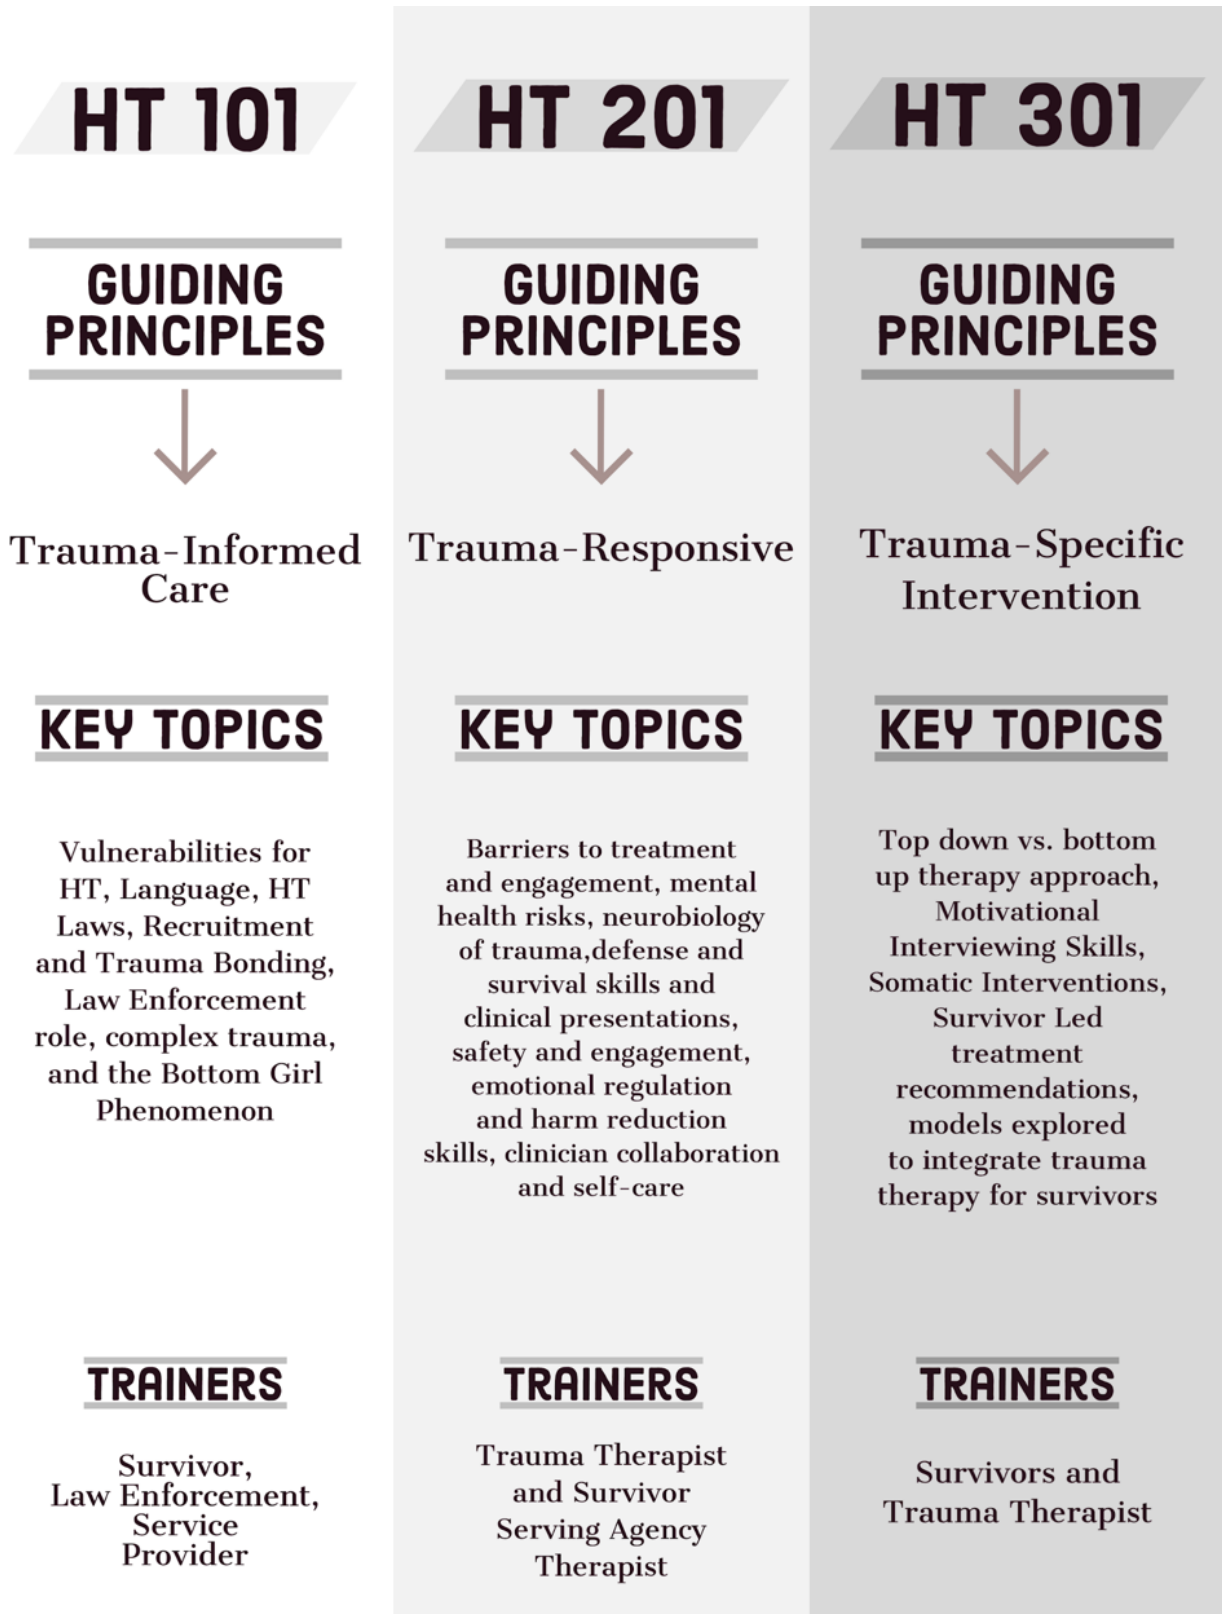 HT 101
GUIDING
PRINCIPLES
Trauma-Informed
Care
KEY TOPICS
Vulnerabilities for
HT, Language, HT
Laws, Recruitment
and Trauma Bonding,
Law Enforcement
role, complex trauma,
and the Bottom Girl
Phenomenon
TRAINERS
Survivor,
Law Enforcement,
Service
Provider
HT 201
GUIDING
PRINCIPLES
Trauma-Responsive
KEY TOPICS
Barriers to treatment
and engagement, mental
health risks, neurobiology
of trauma,defense and
survival skills and
clinical presentations,
safety and engagement,
emotional regulation
and harm reduction
skills, clinician collaboration
and self-care
TRAINERS
Trauma Therapist
and Survivor
Serving Agency
Therapist
HT 301
GUIDING
PRINCIPLES
Trauma-Specific
Intervention
KEY TOPICS
Top down vs. bottom
up therapy approach,
Motivational
Interviewing Skills,
Somatic Interventions,
Survivor Led
treatment
recommendations,
models explored
to integrate trauma
therapy for survivors
TRAINERS
Survivors and
Trauma Therapist